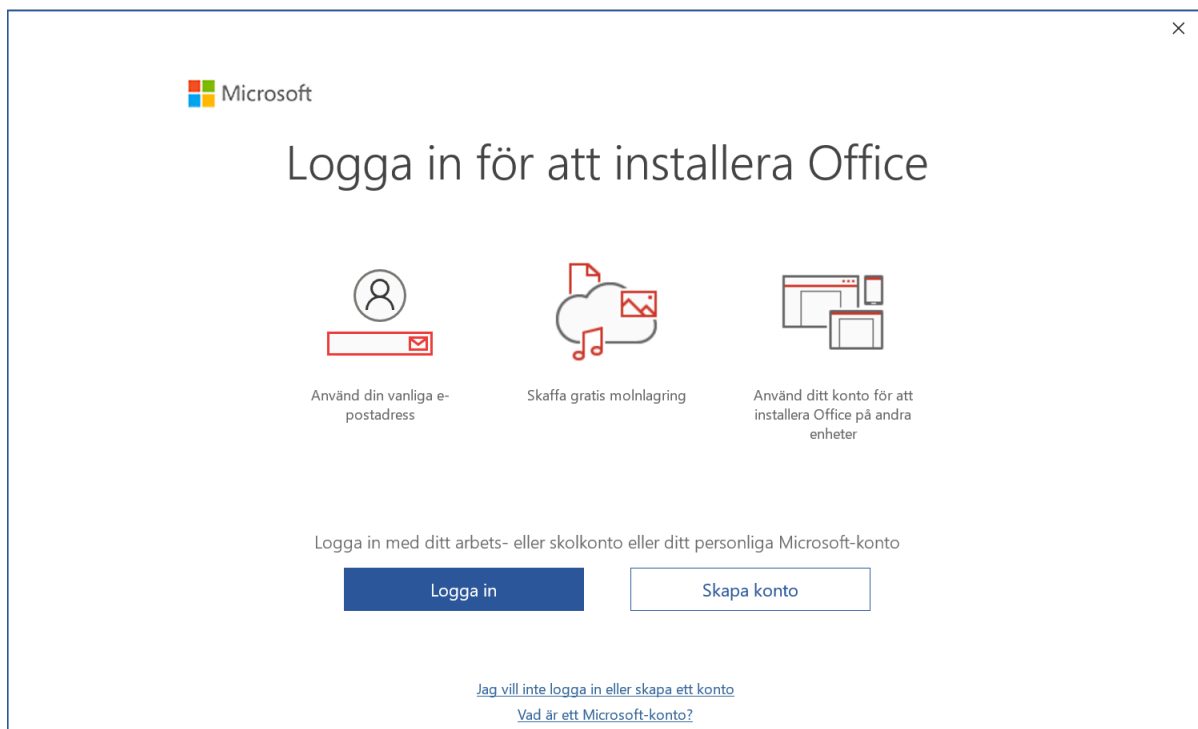 Microsoft
Logga in för att installera Office
Använd din vanliga e-
postadress
Skaffa gratis molnlagring
Använd ditt konto för att
installera Office på andra
enheter
Logga in med ditt arbets- eller skolkonto eller ditt personliga Microsoft-konto
Logga in
Skapa konto
Jag vill inte logga in eller skapa ett konto
Vad är ett Microsoft-konto?